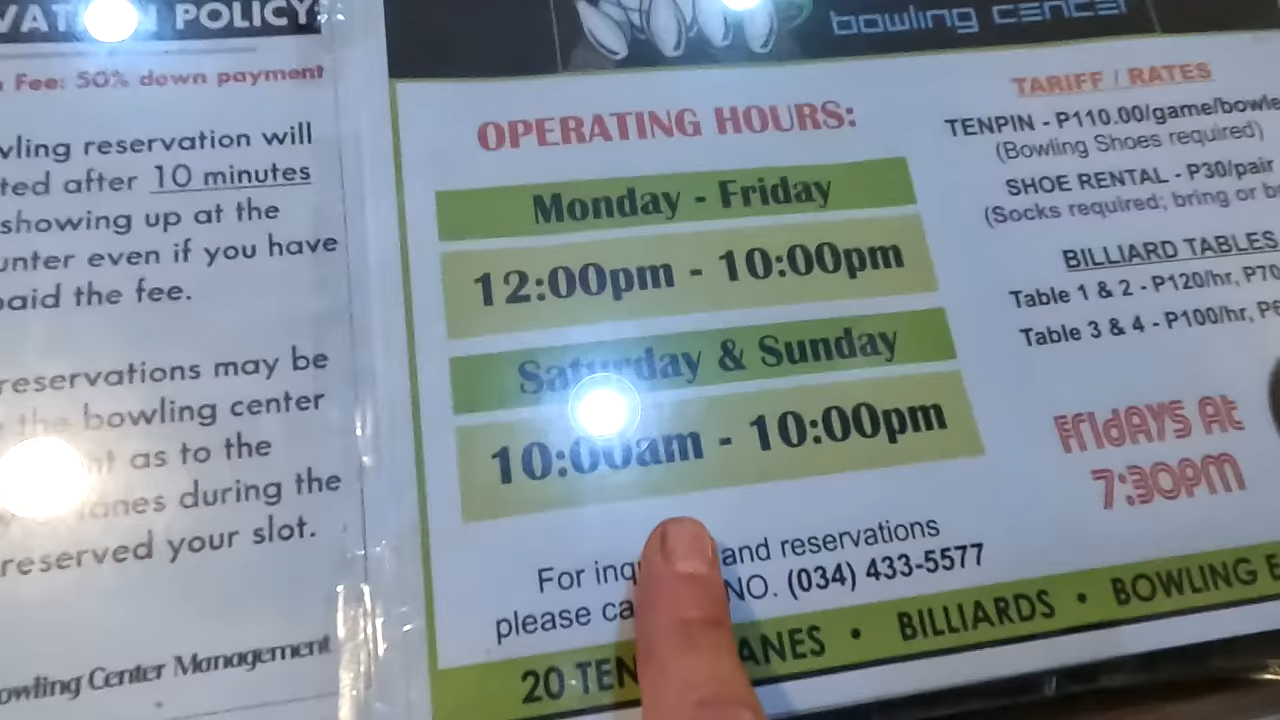 POLICY:
Fee: 50% down payment
reservation will
after 10 minutes
showing up at the
even if you have
the fee.
reservations may be
the bowling center
as to the
during the
reserved your slot.
Center Management
bowling center
OPERATING HOURS:
Monday - Friday
12:00pm - 10:00pm
Saturday & Sunday
10:00am - 10:00pm
For and reservations
please NO. (034) 433-5577
TARIFF / RATES
TENPIN - P110.00/game/
(Bowling Shoes required)
SHOE RENTAL - P30/pair
(Socks required; bring or
BILLIARD TABLES
Table 1 & 2 - P120/hr,
Table 3 & 4 - P100/hr,
FRIDAYS At
7:30PM
20 • BILLIARDS • BOWLING